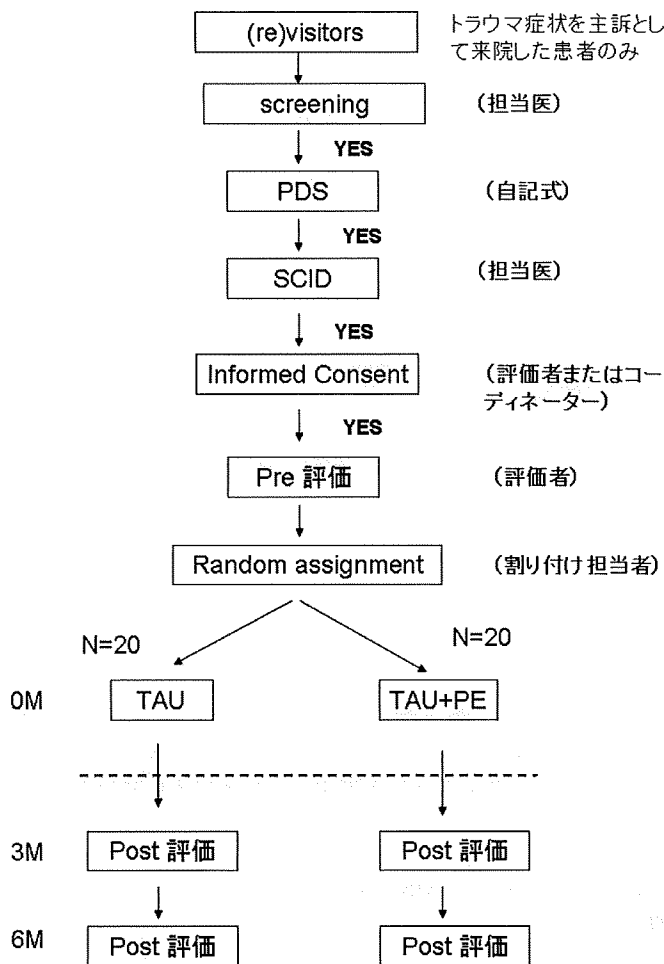 (re)visitors
トラウマ症状を主訴とし
て来院した患者のみ
screening
(担当医)
YES
PDS
(自記式)
YES
SCID
(担当医)
YES
Informed Consent
(評価者またはコー
ディネーター)
YES
Pre 評価
(評価者)
Random assignment
(割り付け担当者)
N=20
N=20
0M
TAU
TAU+PE
3M
Post 評価
Post 評価
6M
Post 評価
Post 評価